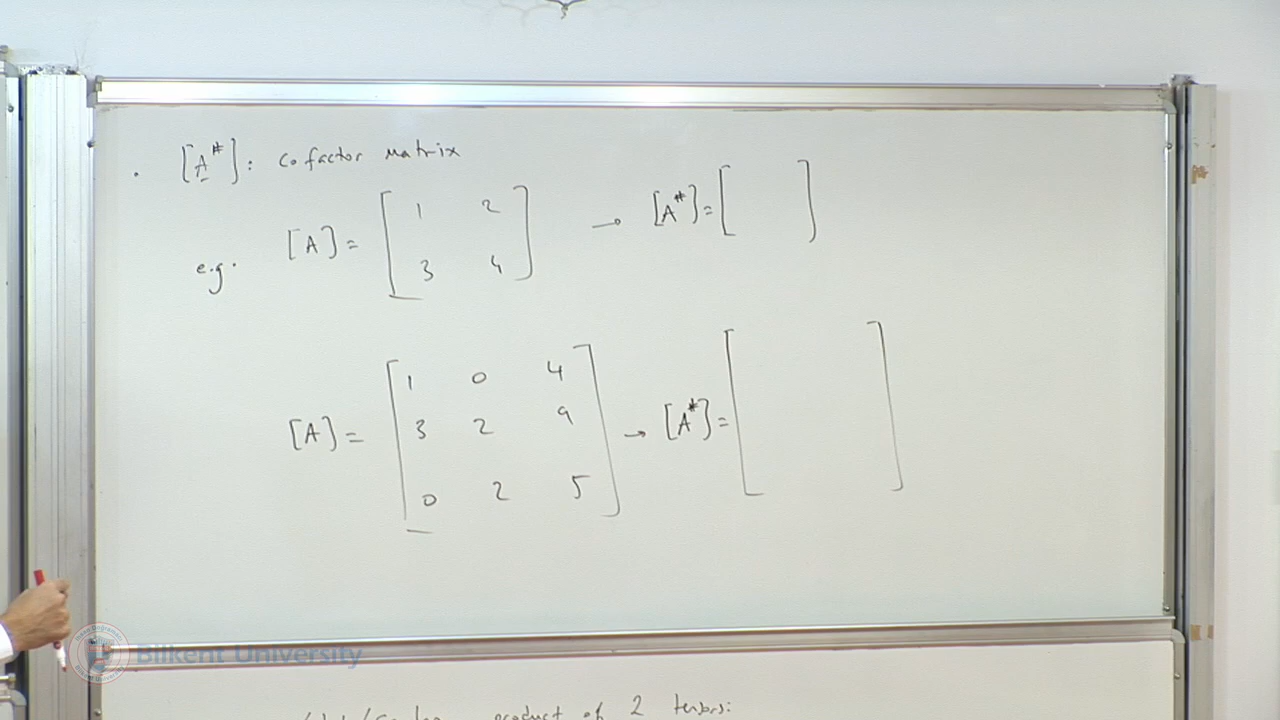 . [A#]: cofactor matrix
e.g. [A] = [1 2 → [A*] = [ ]
3 4]
[A] = [1 0 4
3 2 9 → [A*] = [ ]
0 2 5]
Bilkent University
product of 2 tensors: